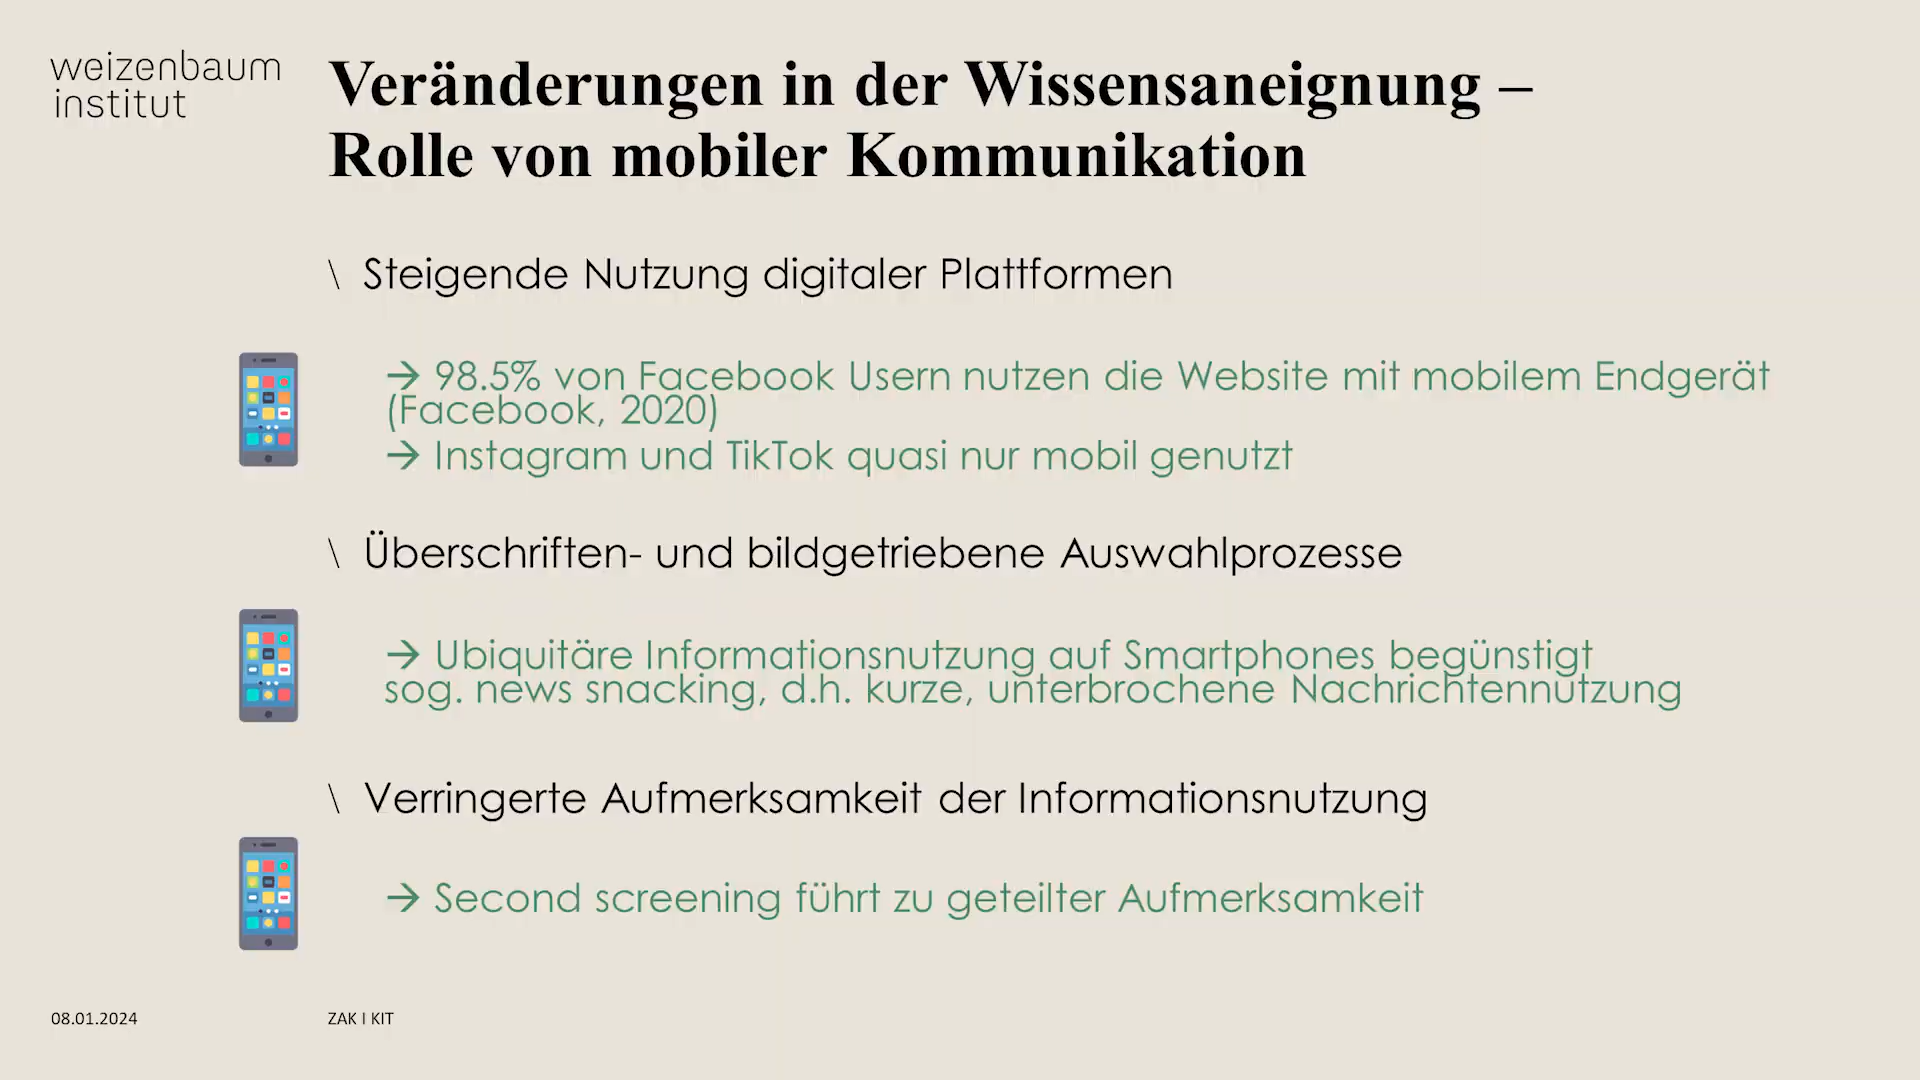 weizenbaum
institut
Veränderungen in der Wissensaneignung –
Rolle von mobiler Kommunikation
\ Steigende Nutzung digitaler Plattformen
→ 98.5% von Facebook Usern nutzen die Website mit mobilem Endgerät
(Facebook, 2020)
→ Instagram und TikTok quasi nur mobil genutzt
\ Überschriften- und bildgetriebene Auswahlprozesse
→ Ubiquitäre Informationsnutzung auf Smartphones begünstigt
sog. news snacking, d.h. kurze, unterbrochene Nachrichtennutzung
\ Verringerte Aufmerksamkeit der Informationsnutzung
→ Second screening führt zu geteilter Aufmerksamkeit
08.01.2024
ZAK I KIT